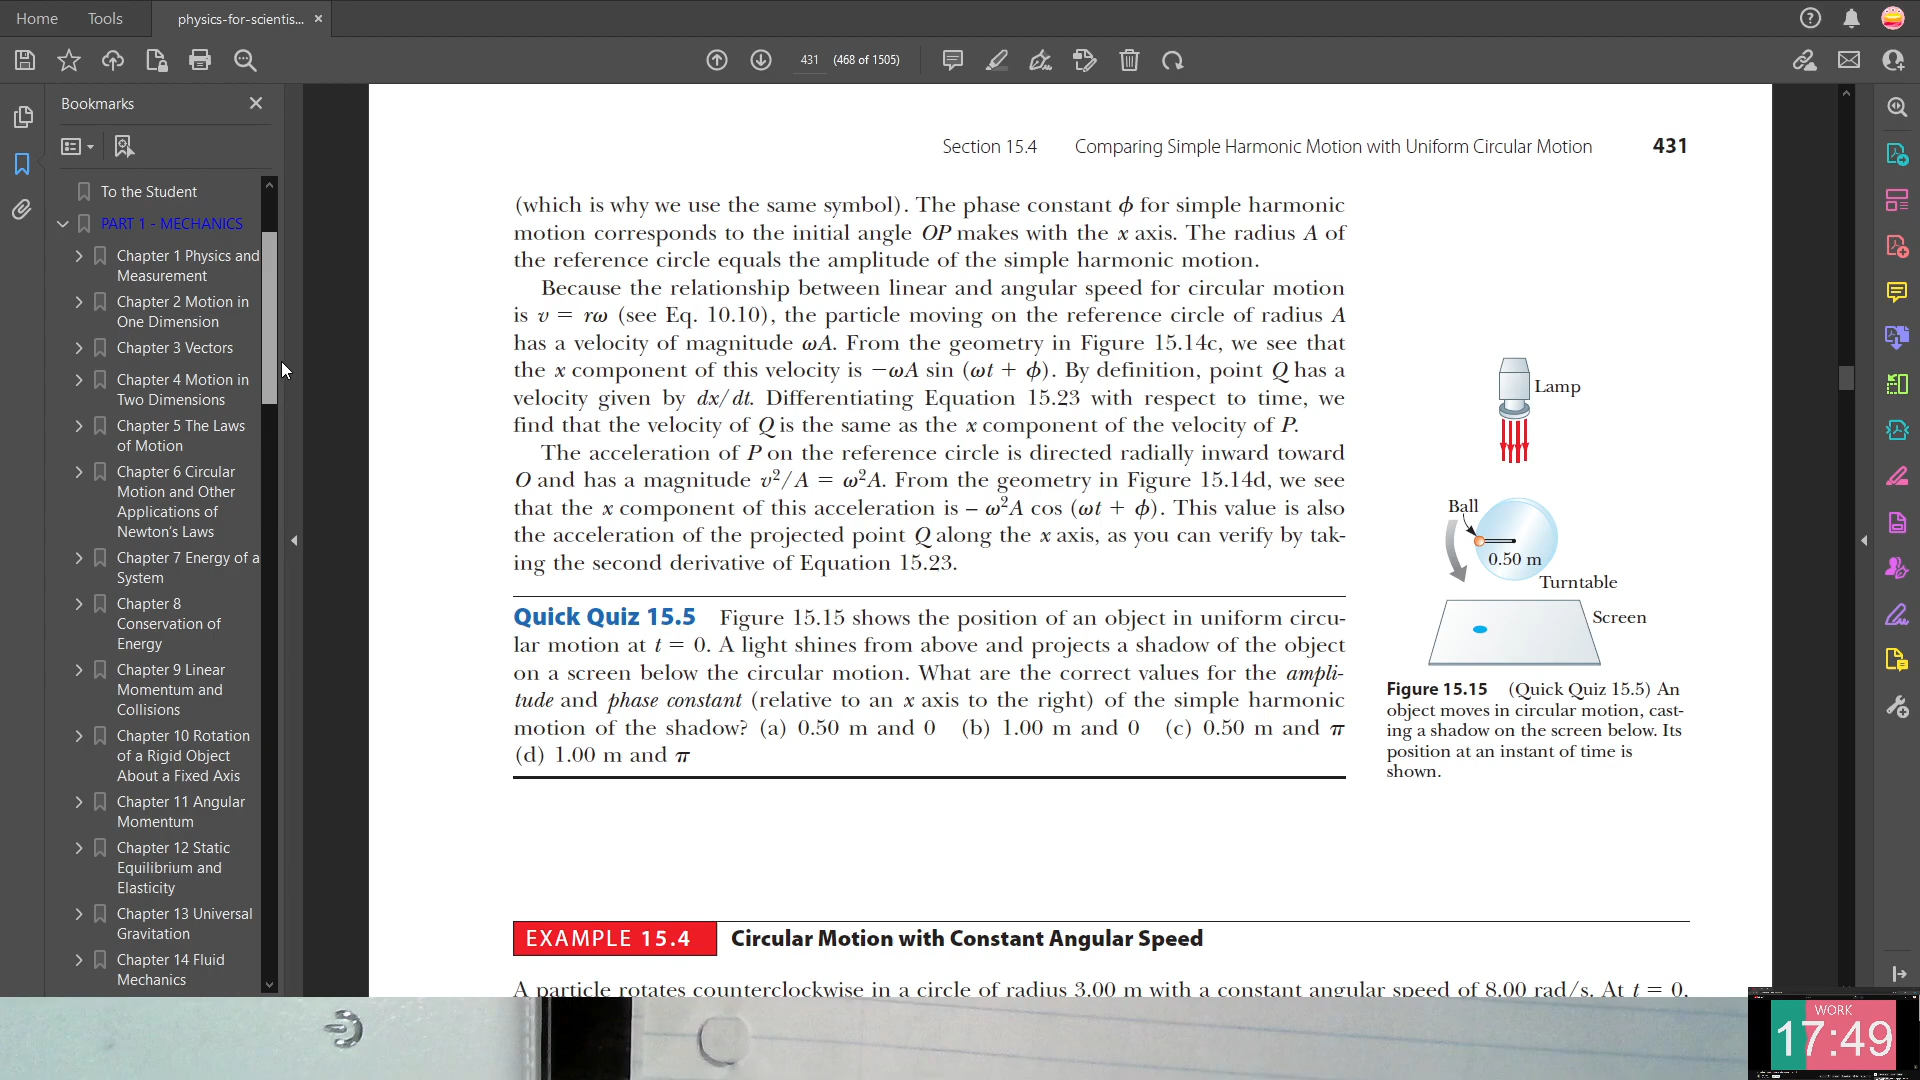 Home
Tools
physics-for-scientis...
431
(468 of 1505)
Bookmarks
To the Student
PART 1 - MECHANICS
Chapter 1 Physics and
Measurement
Chapter 2 Motion in
One Dimension
Chapter 3 Vectors
Chapter 4 Motion in
Two Dimensions
Chapter 5 The Laws
of Motion
Chapter 6 Circular
Motion and Other
Applications of
Newton's Laws
Chapter 7 Energy of a
System
Chapter 8
Conservation of
Energy
Chapter 9 Linear
Momentum and
Collisions
Chapter 10 Rotation
of a Rigid Object
About a Fixed Axis
Chapter 11 Angular
Momentum
Chapter 12 Static
Equilibrium and
Elasticity
Chapter 13 Universal
Gravitation
Chapter 14 Fluid
Mechanics
Section 15.4 Comparing Simple Harmonic Motion with Uniform Circular Motion 431
(which is why we use the same symbol). The phase constant ϕ for simple harmonic
motion corresponds to the initial angle OP makes with the x axis. The radius A of
the reference circle equals the amplitude of the simple harmonic motion.
Because the relationship between linear and angular speed for circular motion
is v = rω (see Eq. 10.10), the particle moving on the reference circle of radius A
has a velocity of magnitude ωA. From the geometry in Figure 15.14c, we see that
the x component of this velocity is −ωA sin (ωt + ϕ). By definition, point Q has a
velocity given by dx/dt. Differentiating Equation 15.23 with respect to time, we
find that the velocity of Q is the same as the x component of the velocity of P.
The acceleration of P on the reference circle is directed radially inward toward
O and has a magnitude v²/A = ω²A. From the geometry in Figure 15.14d, we see
that the x component of this acceleration is – ω²A cos (ωt + ϕ). This value is also
the acceleration of the projected point Q along the x axis, as you can verify by tak-
ing the second derivative of Equation 15.23.
Quick Quiz 15.5 Figure 15.15 shows the position of an object in uniform circu-
lar motion at t = 0. A light shines from above and projects a shadow of the object
on a screen below the circular motion. What are the correct values for the ampli-
tude and phase constant (relative to an x axis to the right) of the simple harmonic
motion of the shadow? (a) 0.50 m and 0 (b) 1.00 m and 0 (c) 0.50 m and π
(d) 1.00 m and π
Lamp
Ball
0.50 m
Turntable
Screen
Figure 15.15 (Quick Quiz 15.5) An
object moves in circular motion, cast-
ing a shadow on the screen below. Its
position at an instant of time is
shown.
EXAMPLE 15.4 Circular Motion with Constant Angular Speed
A particle rotates counterclockwise in a circle of radius 3.00 m with a constant angular speed of 8.00 rad/s. At t = 0,
WORK
17:49